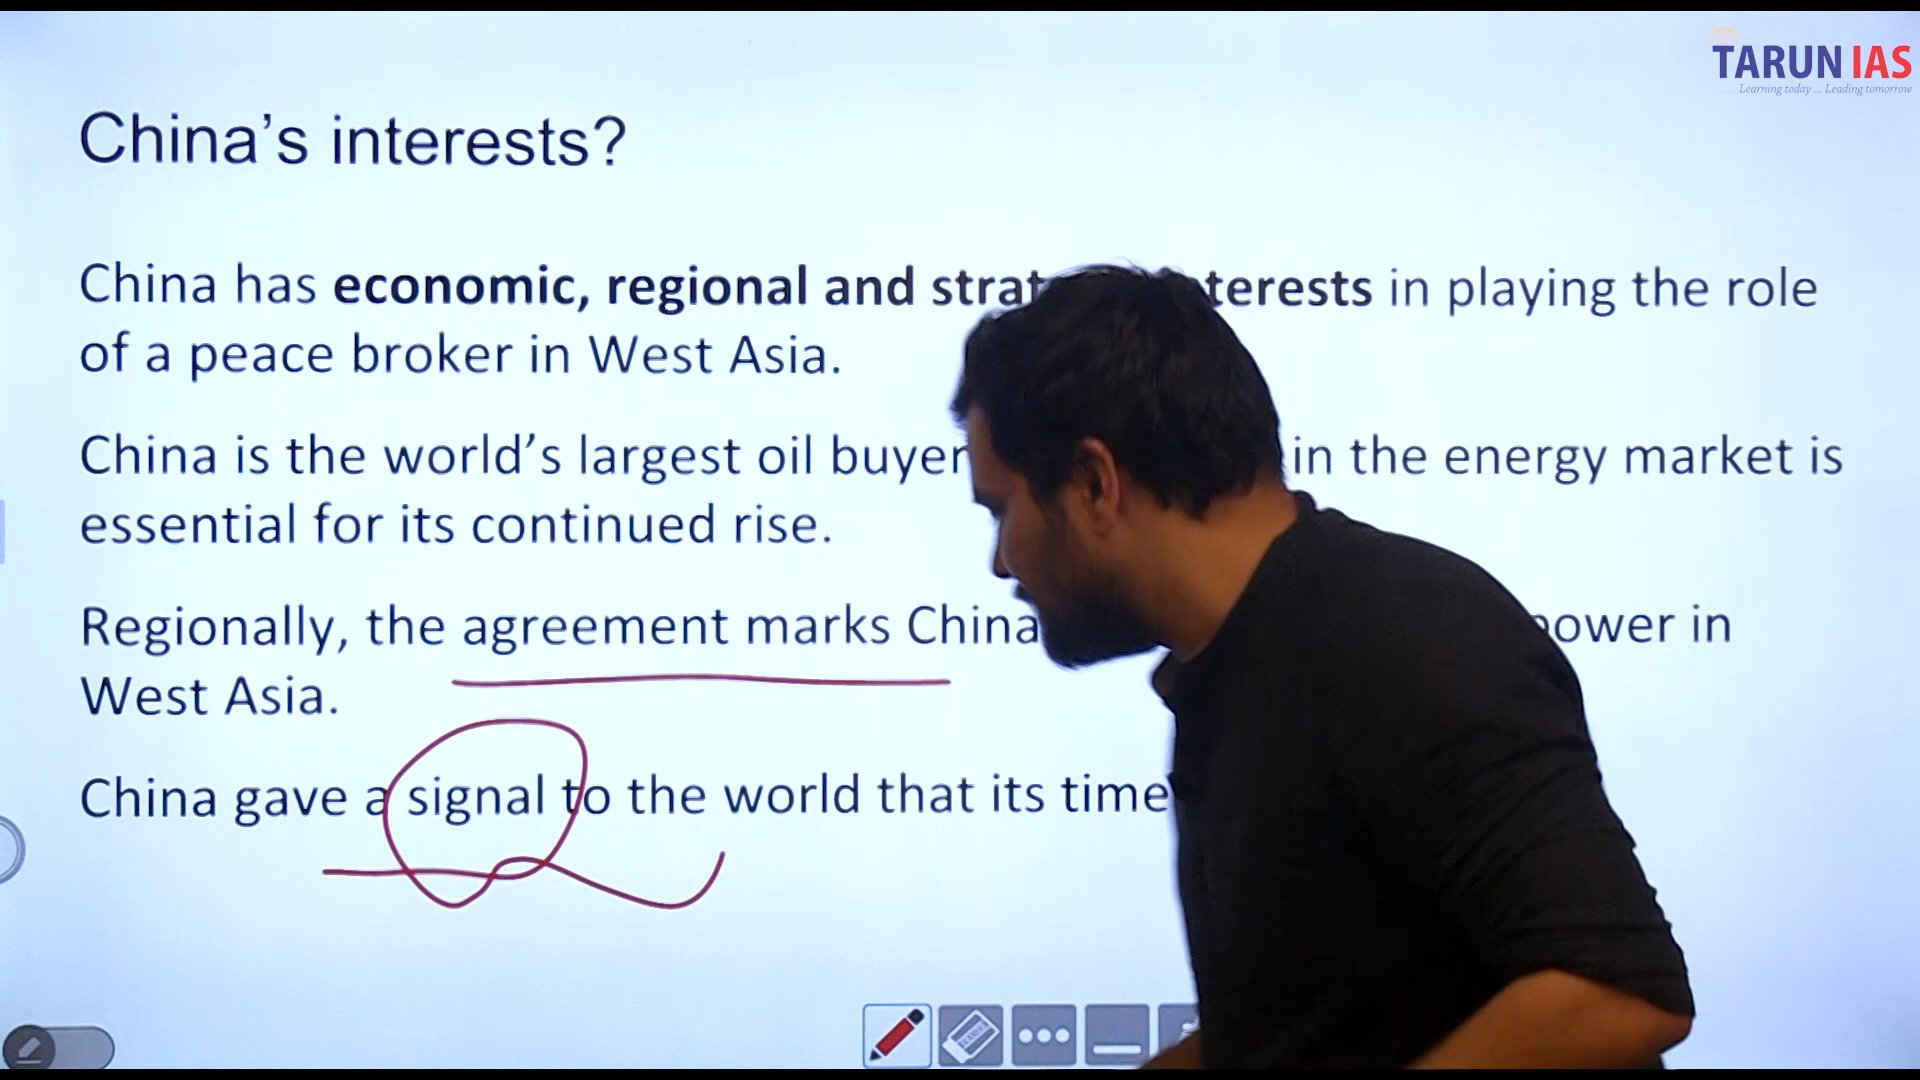 TARUN IAS
Learning today ... Leading tomorrow
China's interests?
China has economic, regional and terests in playing the role
of a peace broker in West Asia.
China is the world's largest oil buyer in the energy market is
essential for its continued rise.
Regionally, the agreement marks China power in
West Asia.
China gave a signal to the world that its time